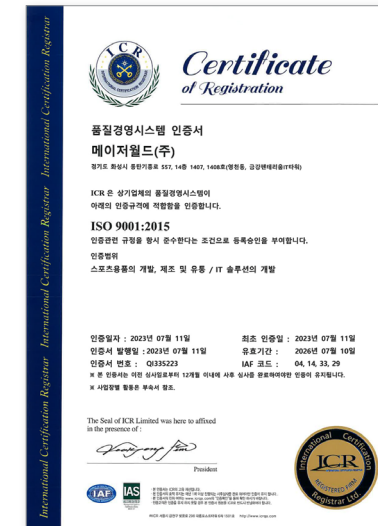 ICR
INTERNATIONAL CERTIFICATION REGISTRAR
Certificate
of Registration
품질경영시스템 인증서
메이저월드(주)
경기도 화성시 동탄기흥로 557, 14층 1407, 1408호(영천동, 금강펜테리움IT타워)
ICR 은 상기업체의 품질경영시스템이
아래의 인증규격에 적합함을 인증합니다.
ISO 9001:2015
인증관련 규정을 항시 준수한다는 조건으로 등록승인을 부여합니다.
인증범위
스포츠용품의 개발, 제조 및 유통 / IT 솔루션의 개발
인증일자 : 2023년 07월 11일 최초 인증일 : 2023년 07월 11일
인증서 발행일 : 2023년 07월 11일 유효기간 : 2026년 07월 10일
인증서 번호 : QI335223 IAF 코드 : 04, 14, 33, 29
※ 본 인증서는 이전 심사일로부터 12개월 이내에 사후 심사를 완료하여야만 인증이 유지됩니다.
※ 사업장별 활동은 부속서 참조.
The Seal of ICR Limited was here to affixed
in the presence of :
President
IAF
IAS
International Certification
ICR
REGISTERED FIRM
Registrar Ltd.
International Certification Registrar International Certification Registrar International Certification Registrar